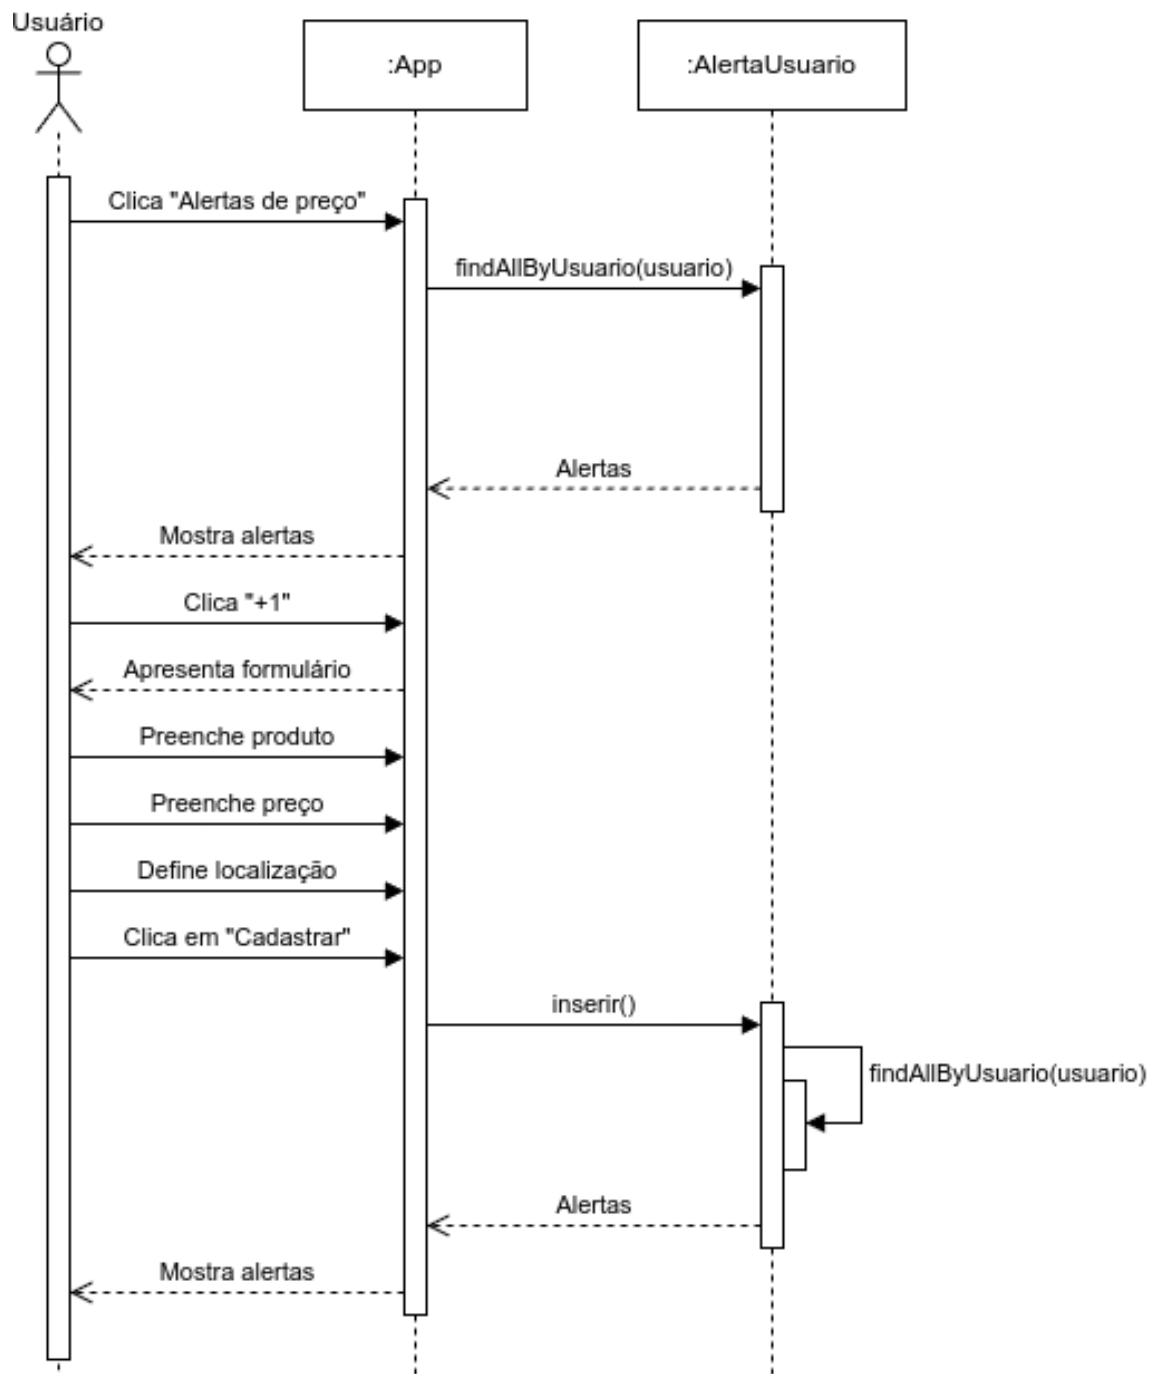 Usuário
:App
:AlertaUsuario
Clica "Alertas de preço"
findAllByUsuario(usuario)
Alertas
Mostra alertas
Clica "+1"
Apresenta formulário
Preenche produto
Preenche preço
Define localização
Clica em "Cadastrar"
inserir()
findAllByUsuario(usuario)
Alertas
Mostra alertas